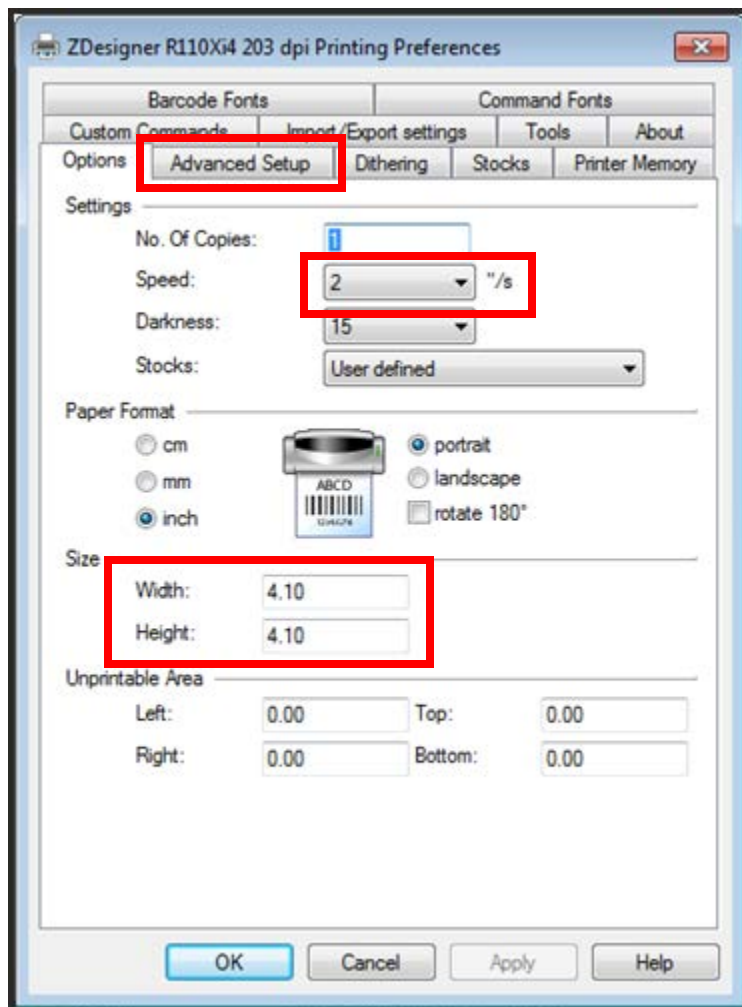 ZDesigner R110Xi4 203 dpi Printing Preferences
Barcode Fonts Command Fonts
Custom Commands Import/Export settings Tools About
Options Advanced Setup Dithering Stocks Printer Memory
Settings
No. Of Copies: 1
Speed: 2 "/s
Darkness: 15
Stocks: User defined
Paper Format
cm portrait
mm ABCD landscape
inch rotate 180°
Size
Width: 4.10
Height: 4.10
Unprintable Area
Left: 0.00 Top: 0.00
Right: 0.00 Bottom: 0.00
OK Cancel Apply Help